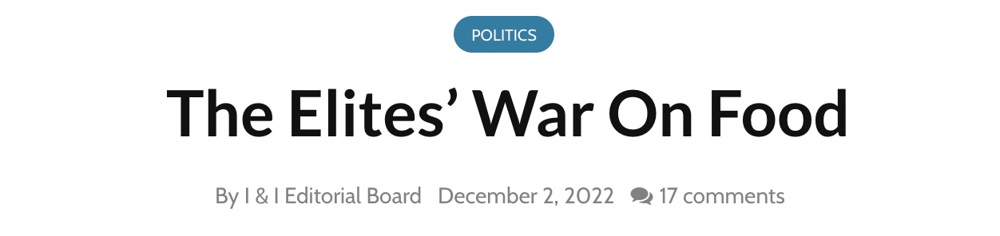 POLITICS
The Elites’ War On Food
By I & I Editorial Board December 2, 2022 17 comments